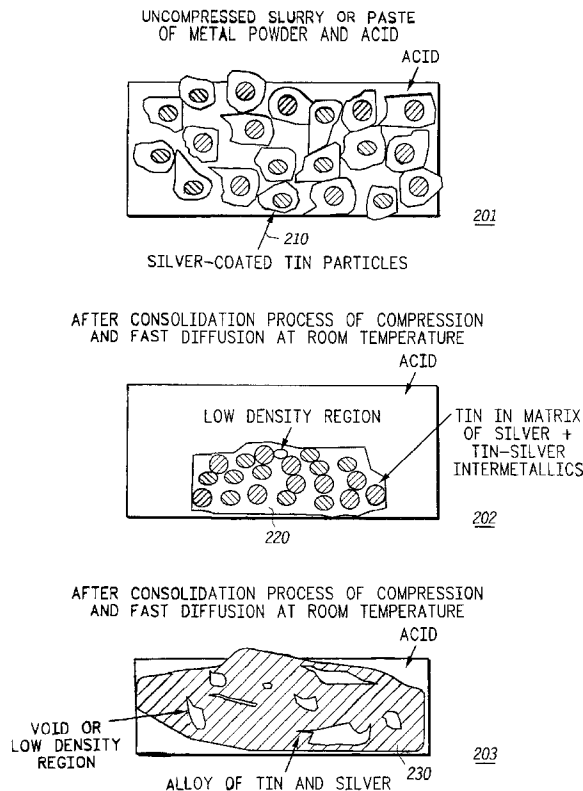 UNCOMPRESSED SLURRY OR PASTE
OF METAL POWDER AND ACID
ACID
201
210
SILVER-COATED TIN PARTICLES
AFTER CONSOLIDATION PROCESS OF COMPRESSION
AND FAST DIFFUSION AT ROOM TEMPERATURE
ACID
LOW DENSITY REGION
TIN IN MATRIX
OF SILVER +
TIN-SILVER
INTERMETALLICS
220
202
AFTER CONSOLIDATION PROCESS OF COMPRESSION
AND FAST DIFFUSION AT ROOM TEMPERATURE
ACID
VOID OR
LOW DENSITY
REGION
230
203
ALLOY OF TIN AND SILVER